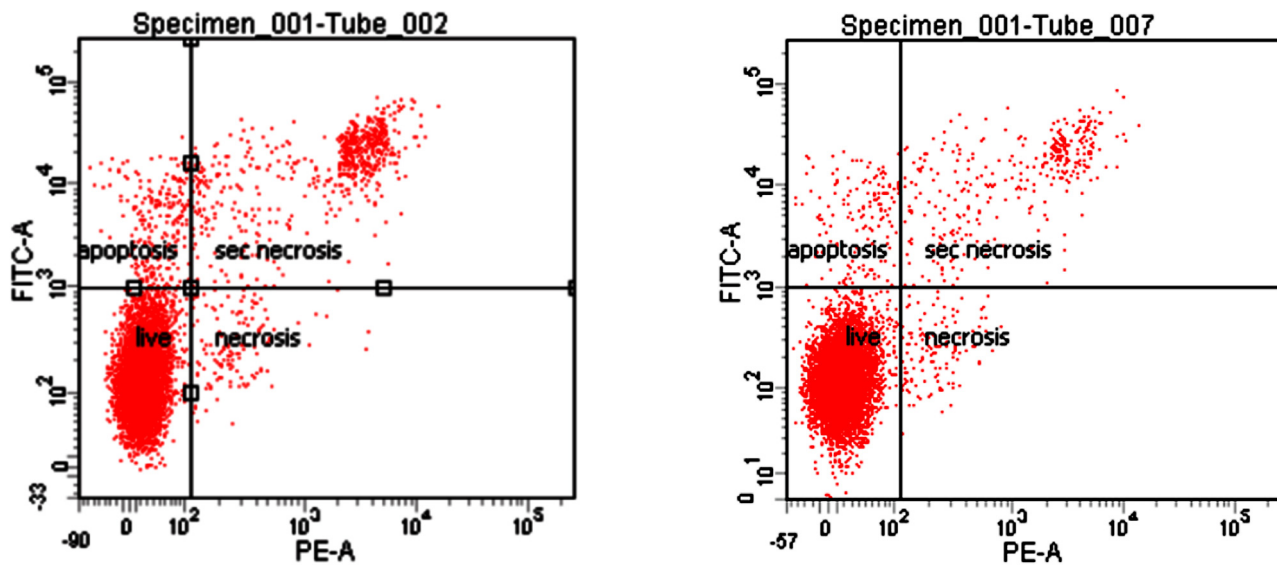 Specimen_001-Tube_002
10^5
10^4
10^3
10^2
0
-33
FITC-A
apoptosis
sec necrosis
live
necrosis
-90
0
10^2
10^3
10^4
10^5
PE-A
Specimen_001-Tube_007
10^5
10^4
10^3
10^2
10^1
0
FITC-A
apoptosis
sec necrosis
live
necrosis
-57
0
10^2
10^3
10^4
10^5
PE-A